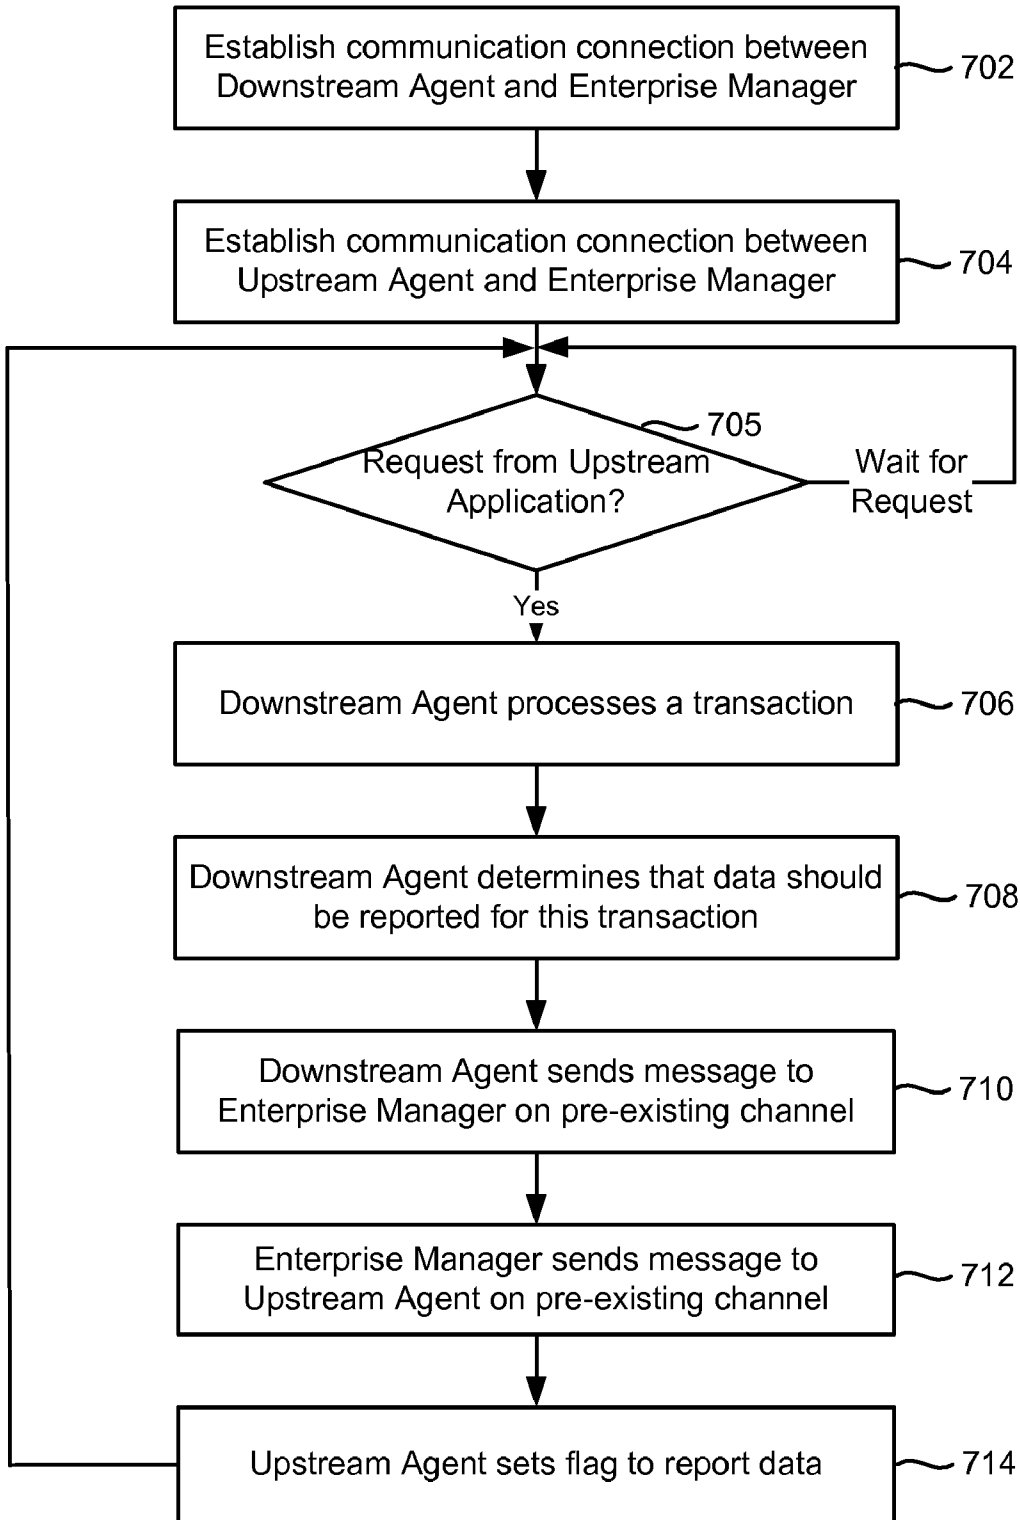 Establish communication connection between
Downstream Agent and Enterprise Manager
702
Establish communication connection between
Upstream Agent and Enterprise Manager
704
705
Request from Upstream
Application?
Wait for
Request
Yes
Downstream Agent processes a transaction
706
Downstream Agent determines that data should
be reported for this transaction
708
Downstream Agent sends message to
Enterprise Manager on pre-existing channel
710
Enterprise Manager sends message to
Upstream Agent on pre-existing channel
712
Upstream Agent sets flag to report data
714